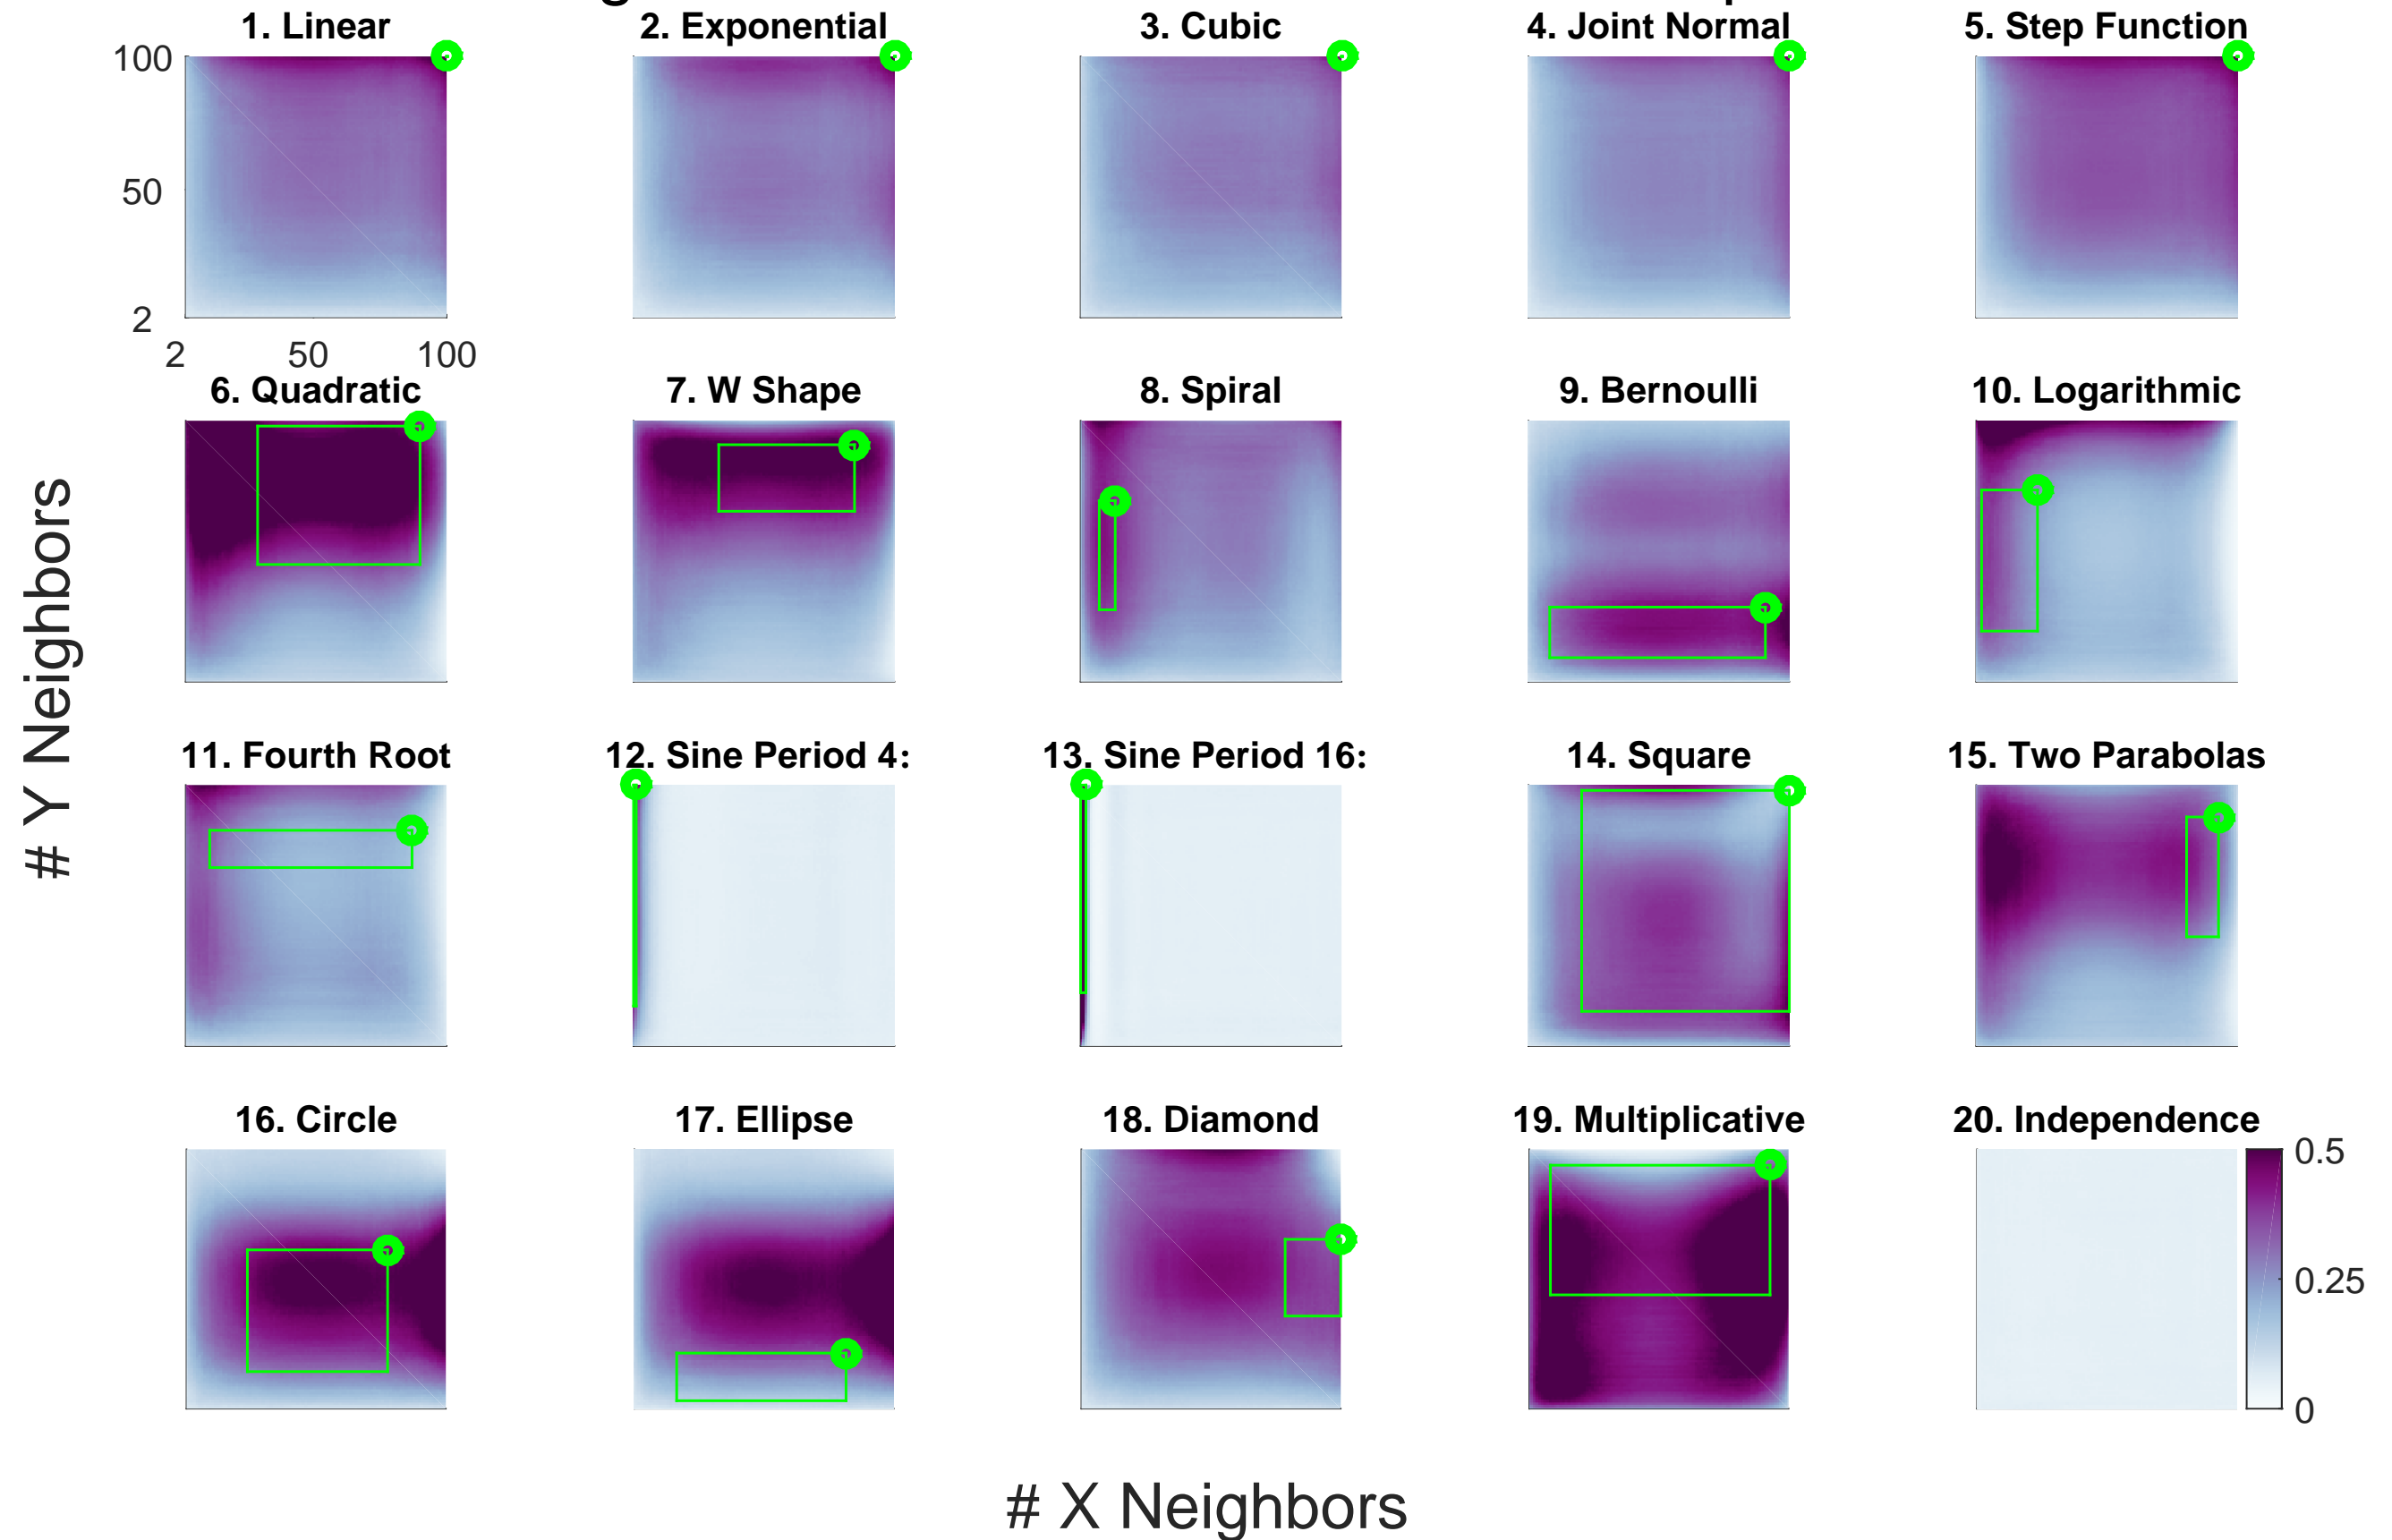 1. Linear
2. Exponential
3. Cubic
4. Joint Normal
5. Step Function
100
50
2
2 50 100
6. Quadratic
7. W Shape
8. Spiral
9. Bernoulli
10. Logarithmic
# Y Neighbors
11. Fourth Root
12. Sine Period 4:
13. Sine Period 16:
14. Square
15. Two Parabolas
16. Circle
17. Ellipse
18. Diamond
19. Multiplicative
20. Independence
0.5
0.25
0
# X Neighbors